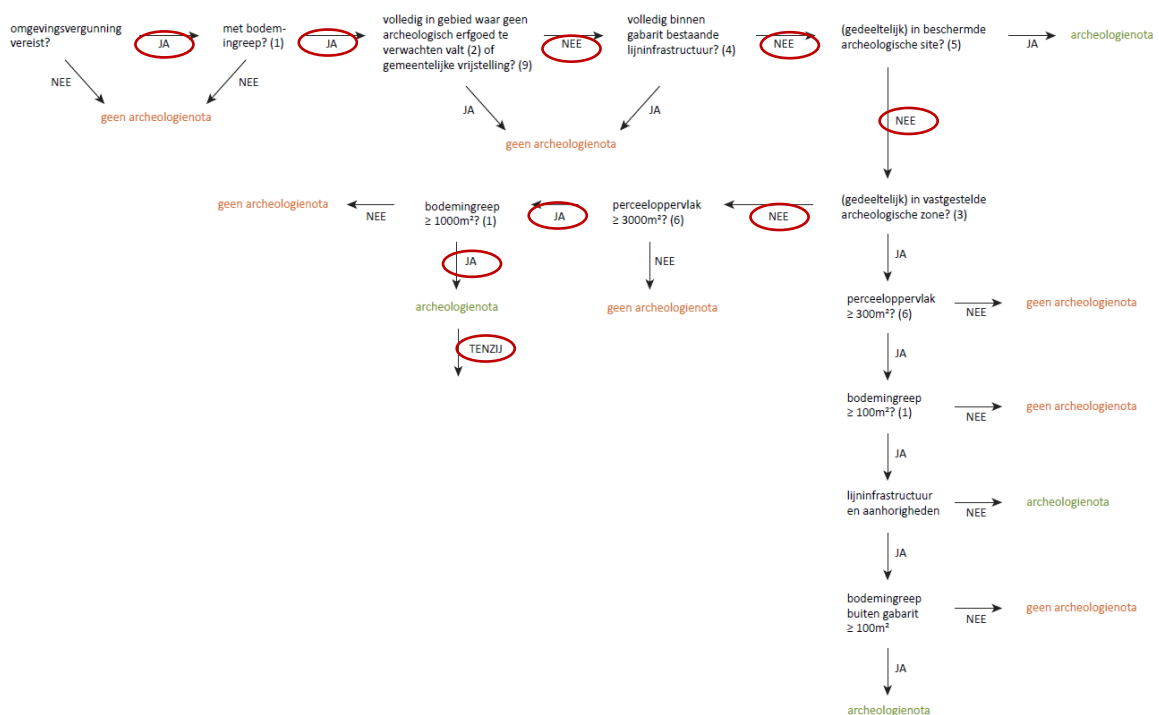 omgevingsvergunning
vereist?
JA
met bodem-
ingreep? (1)
JA
volledig in gebied waar geen
archeologisch erfgoed te
verwachten valt (2) of
gemeentelijke vrijstelling? (9)
NEE
volledig binnen
gabarit bestaande
lijninfrastructuur? (4)
NEE
(gedeeltelijk) in beschermde
archeologische site? (5)
JA
archeologienota
NEE
NEE
geen archeologienota
JA
JA
geen archeologienota
NEE
geen archeologienota
NEE
bodemingreep
≥ 1000m²? (1)
JA
perceeloppervlak
≥ 3000m²? (6)
NEE
(gedeeltelijk) in vastgestelde
archeologische zone? (3)
JA
NEE
JA
archeologienota
geen archeologienota
perceeloppervlak
≥ 300m²? (6)
NEE
geen archeologienota
TENZIJ
JA
bodemingreep
≥ 100m²? (1)
NEE
geen archeologienota
JA
lijninfrastructuur
en aanhorigheden
NEE
archeologienota
JA
bodemingreep
buiten gabarit
≥ 100m²
NEE
geen archeologienota
JA
archeologienota